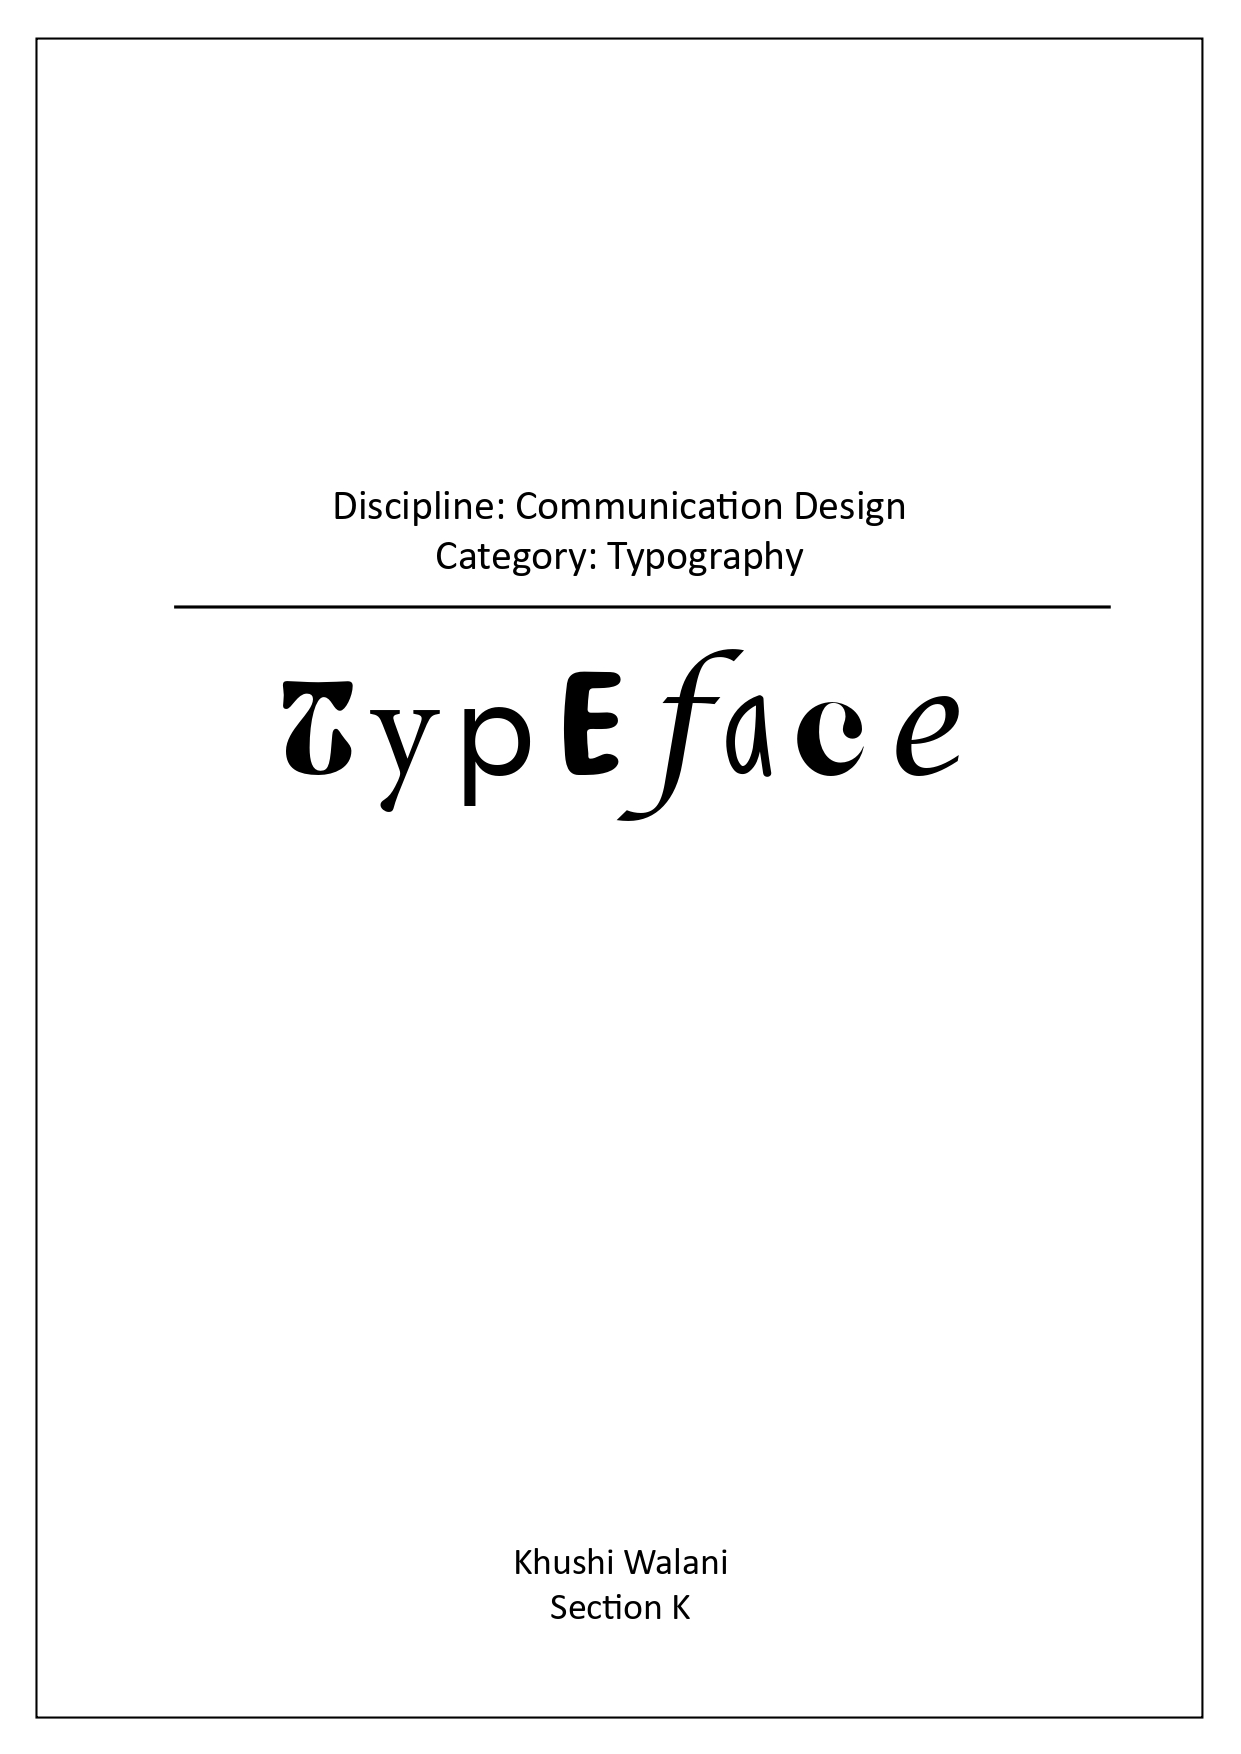 Discipline: Communication Design
Category: Typography
TypEface
Khushi Walani
Section K